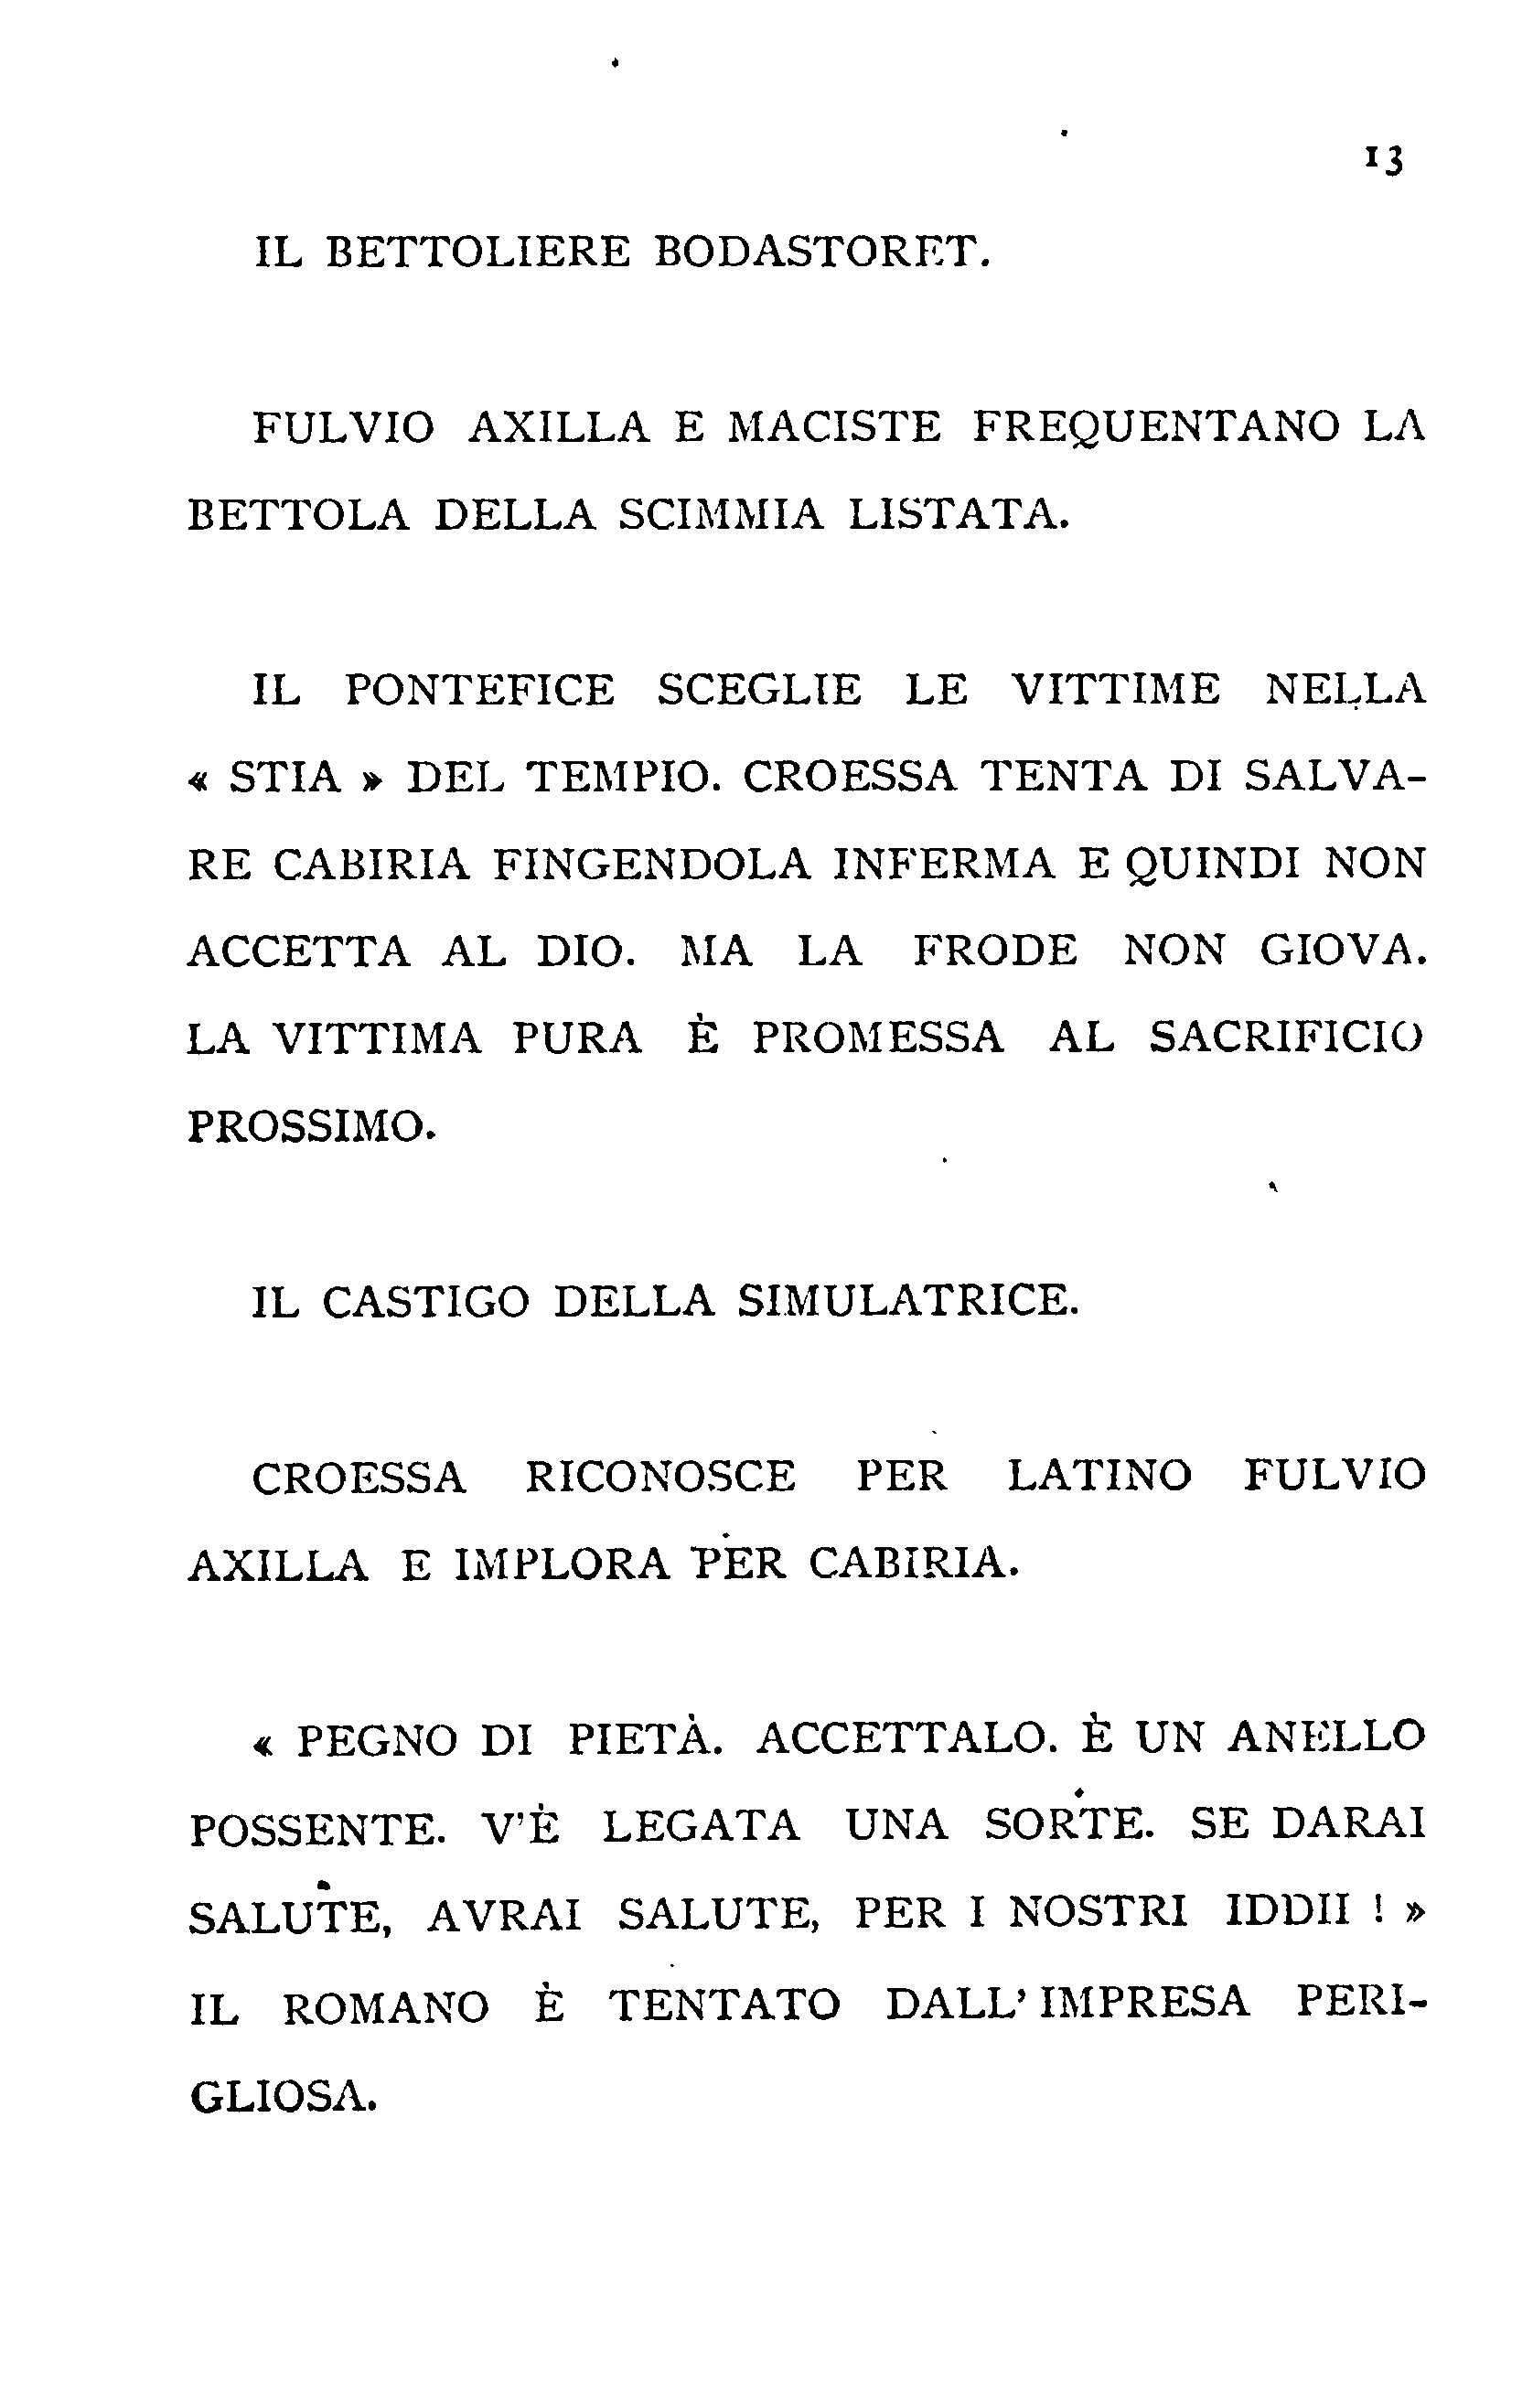 13
IL BETTOLIERE BODASTORET.
FULVIO AXILLA E MACISTE FREQUENTANO LA
BETTOLA DELLA SCIMMIA LISTATA.
IL PONTEFICE SCEGLIE LE VITTIME NELLA
« STIA » DEL TEMPIO. CROESSA TENTA DI SALVA-
RE CABIRIA FINGENDOLA INFERMA E QUINDI NON
ACCETTA AL DIO. MA LA FRODE NON GIOVA.
LA VITTIMA PURA È PROMESSA AL SACRIFICIO
PROSSIMO.
IL CASTIGO DELLA SIMULATRICE.
CROESSA RICONOSCE PER LATINO FULVIO
AXILLA E IMPLORA PER CABIRIA.
« PEGNO DI PIETÀ. ACCETTALO. È UN ANELLO
POSSENTE. V'È LEGATA UNA SORTE. SE DARAI
SALUTE, AVRAI SALUTE, PER I NOSTRI IDDII ! »
IL ROMANO È TENTATO DALL' IMPRESA PERI-
GLIOSA.